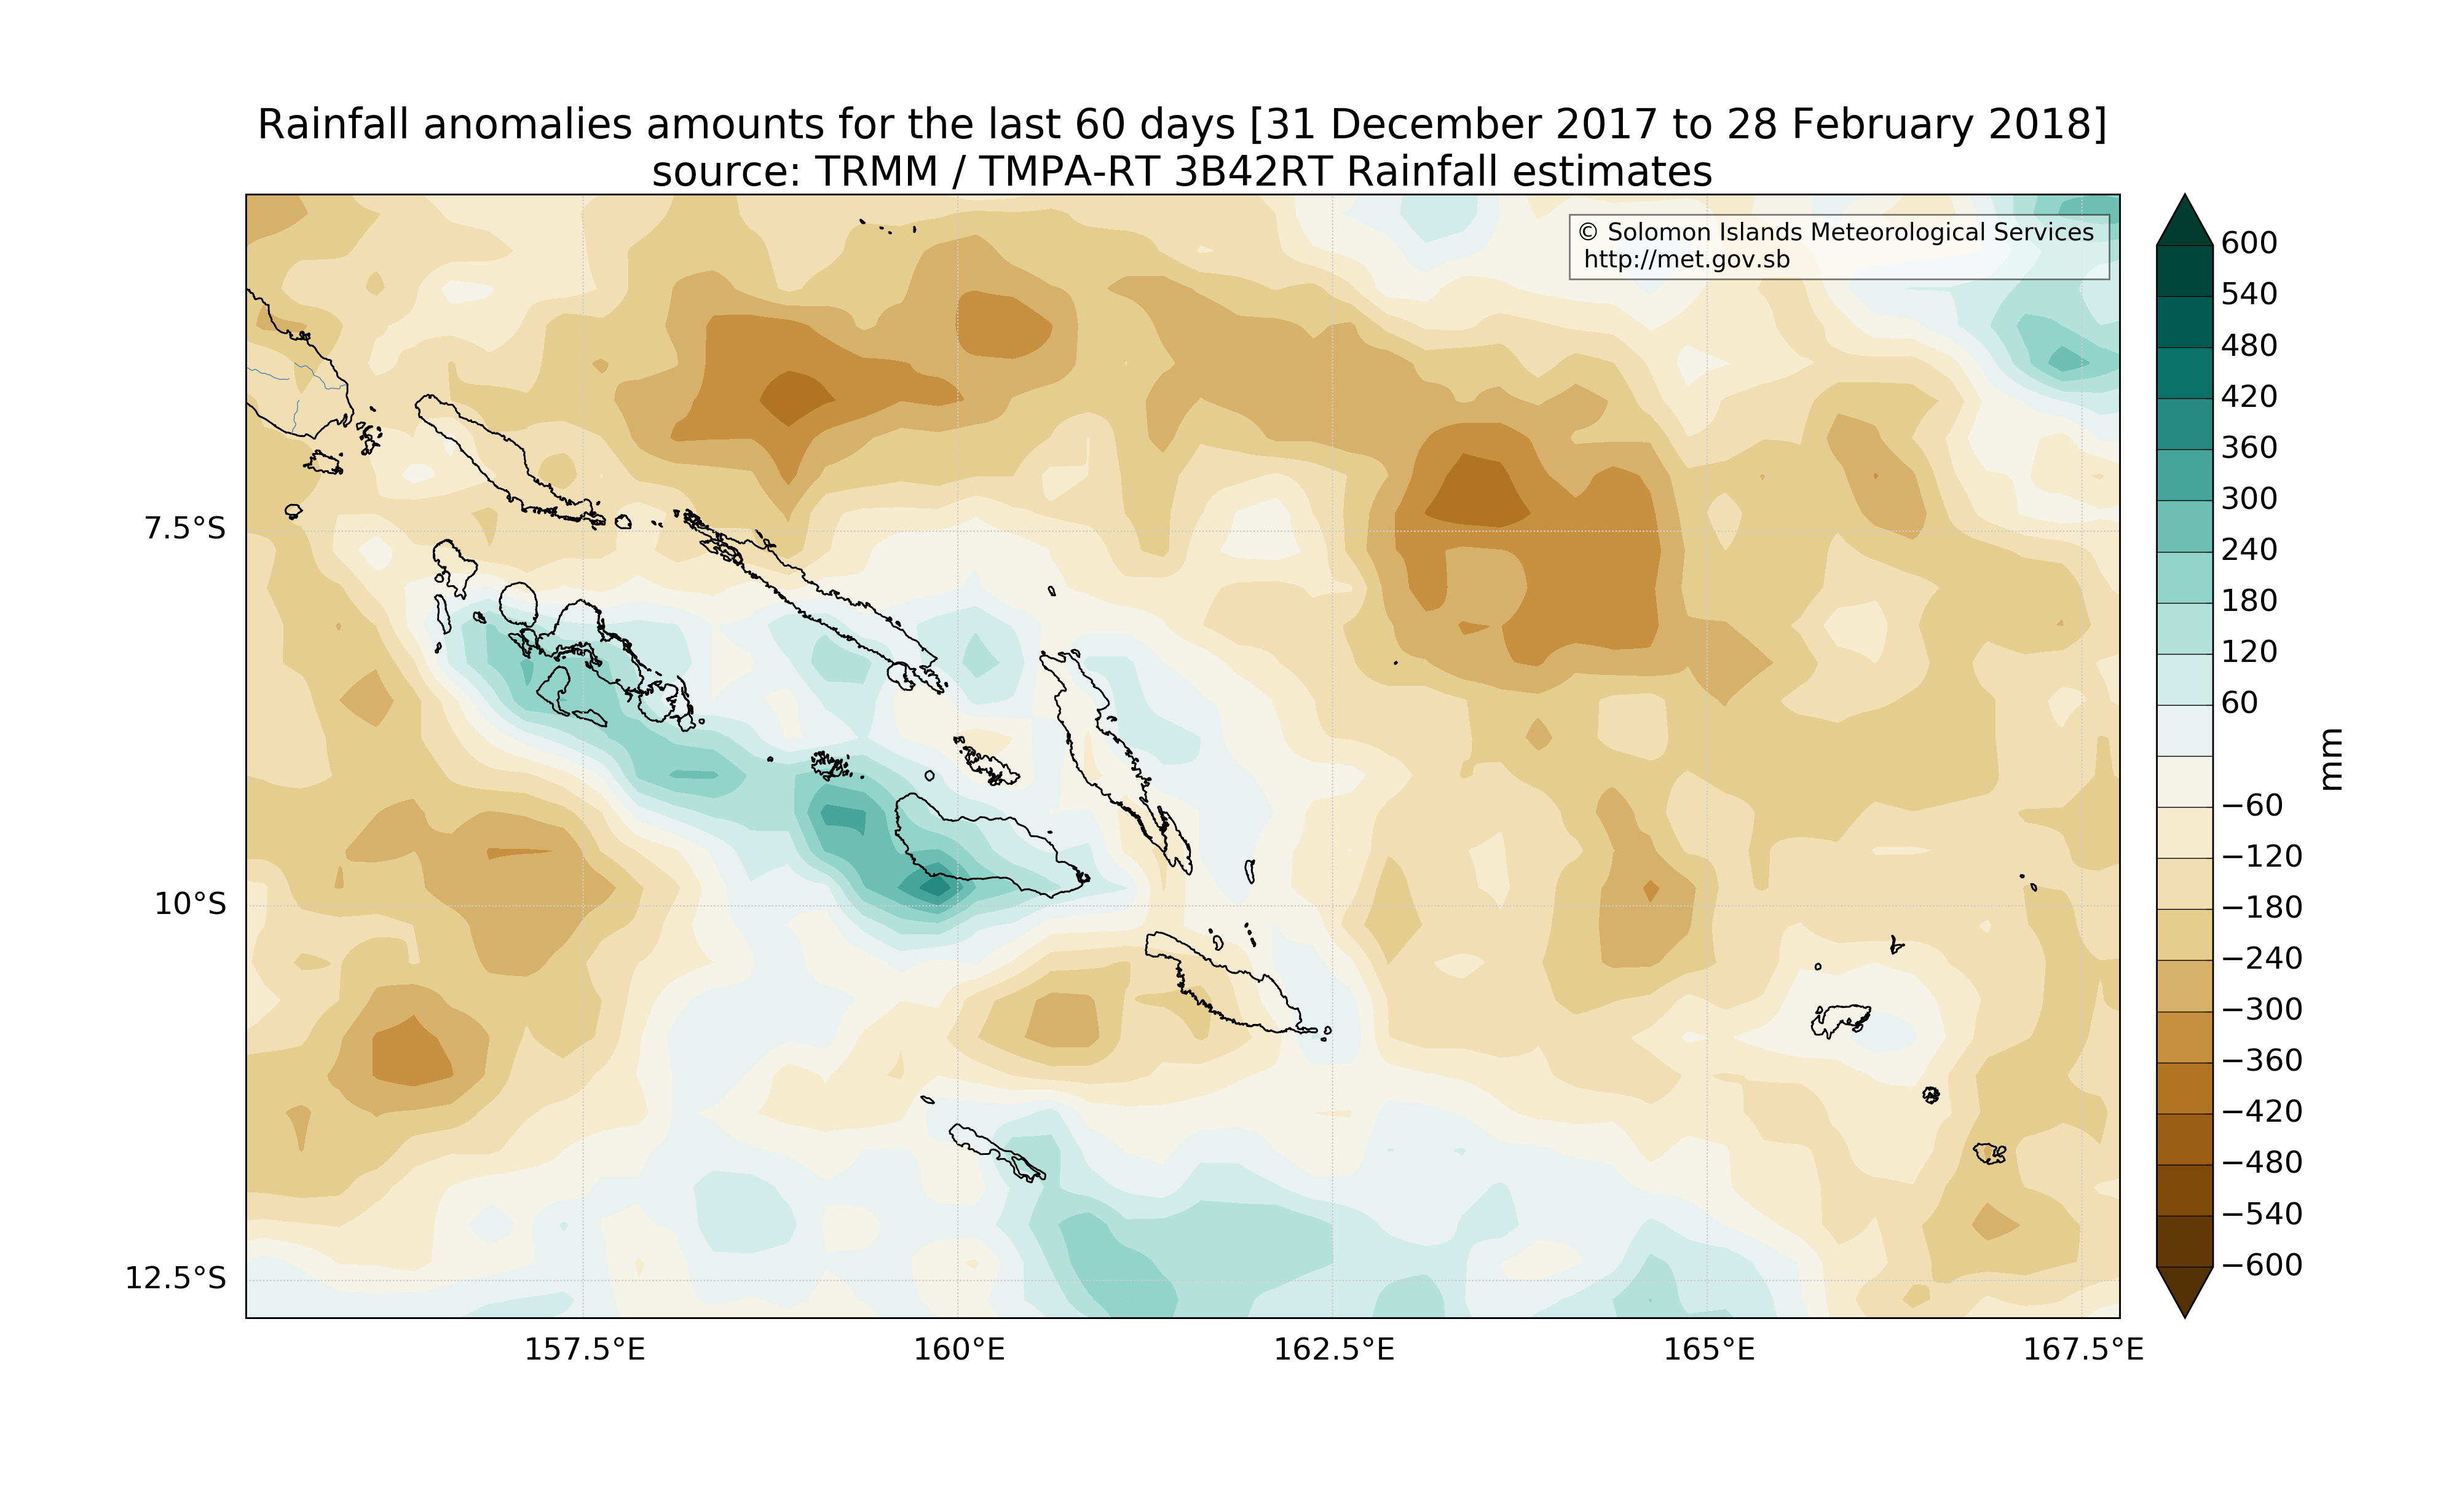 Rainfall anomalies amounts for the last 60 days [31 December 2017 to 28 February 2018]
source: TRMM / TMPA-RT 3B42RT Rainfall estimates
© Solomon Islands Meteorological Services
http://met.gov.sb
7.5°S
10°S
12.5°S
157.5°E
160°E
162.5°E
165°E
167.5°E
600
540
480
420
360
300
240
180
120
60
−60
−120
−180
−240
−300
−360
−420
−480
−540
−600
mm